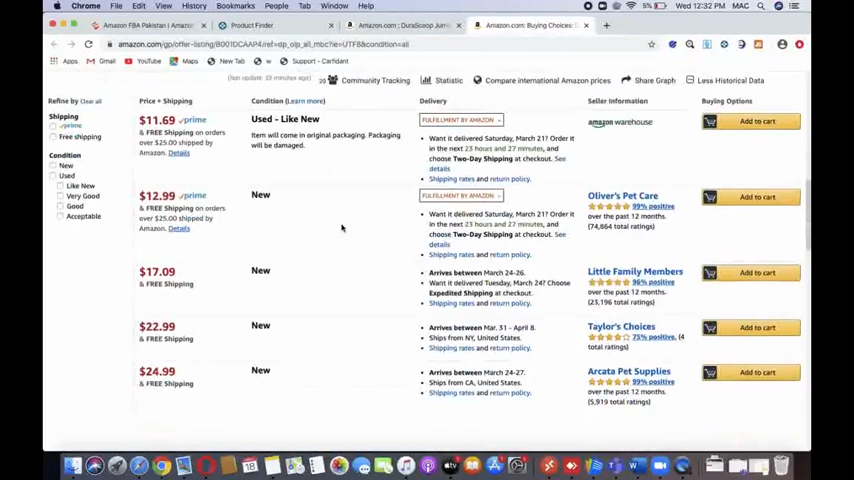 Chrome File Edit View History Bookmarks People Tab Window Help 5% Wed 12:32 PM MAC
Amazon FBA Pakistan | Amazon Product Finder Amazon.com : DuraScoop Jum Amazon.com: Buying Choices: D
amazon.com/gp/offer-listing/B001DCAAP4/ref=dp_olp_all_mbc?ie=UTF8&condition=all
Apps Gmail YouTube Maps New Tab w Support - Carfidant
20 Community Tracking Statistic Compare international Amazon prices Share Graph Less Historical Data
Refine by Clear all
Shipping
prime
Free shipping
Condition
New
Used
Like New
Very Good
Good
Acceptable
Price + Shipping Condition (Learn more) Delivery Seller Information Buying Options
$11.69 prime
& FREE Shipping on orders
over $25.00 shipped by
Amazon. Details
Used - Like New
Item will come in original packaging. Packaging
will be damaged.
FULFILLMENT BY AMAZON
• Want it delivered Saturday, March 21? Order it
in the next 23 hours and 27 minutes, and
choose Two-Day Shipping at checkout. See
details
• Shipping rates and return policy.
amazon warehouse
Add to cart
$12.99 prime
& FREE Shipping on orders
over $25.00 shipped by
Amazon. Details
New
FULFILLMENT BY AMAZON
• Want it delivered Saturday, March 21? Order it
in the next 23 hours and 27 minutes, and
choose Two-Day Shipping at checkout. See
details
• Shipping rates and return policy.
Oliver's Pet Care
99% positive
over the past 12 months.
(74,864 total ratings)
Add to cart
$17.09
& FREE Shipping
New
• Arrives between March 24-26.
• Want it delivered Tuesday, March 24? Choose
Expedited Shipping at checkout.
• Shipping rates and return policy.
Little Family Members
96% positive
over the past 12 months.
(23,196 total ratings)
Add to cart
$22.99
& FREE Shipping
New
• Arrives between Mar. 31 - April 8.
• Ships from NY, United States.
• Shipping rates and return policy.
Taylor's Choices
75% positive. (4
total ratings)
Add to cart
$24.99
& FREE Shipping
New
• Arrives between March 24-27.
• Ships from CA, United States.
• Shipping rates and return policy.
Arcata Pet Supplies
99% positive
over the past 12 months.
(5,919 total ratings)
Add to cart
18